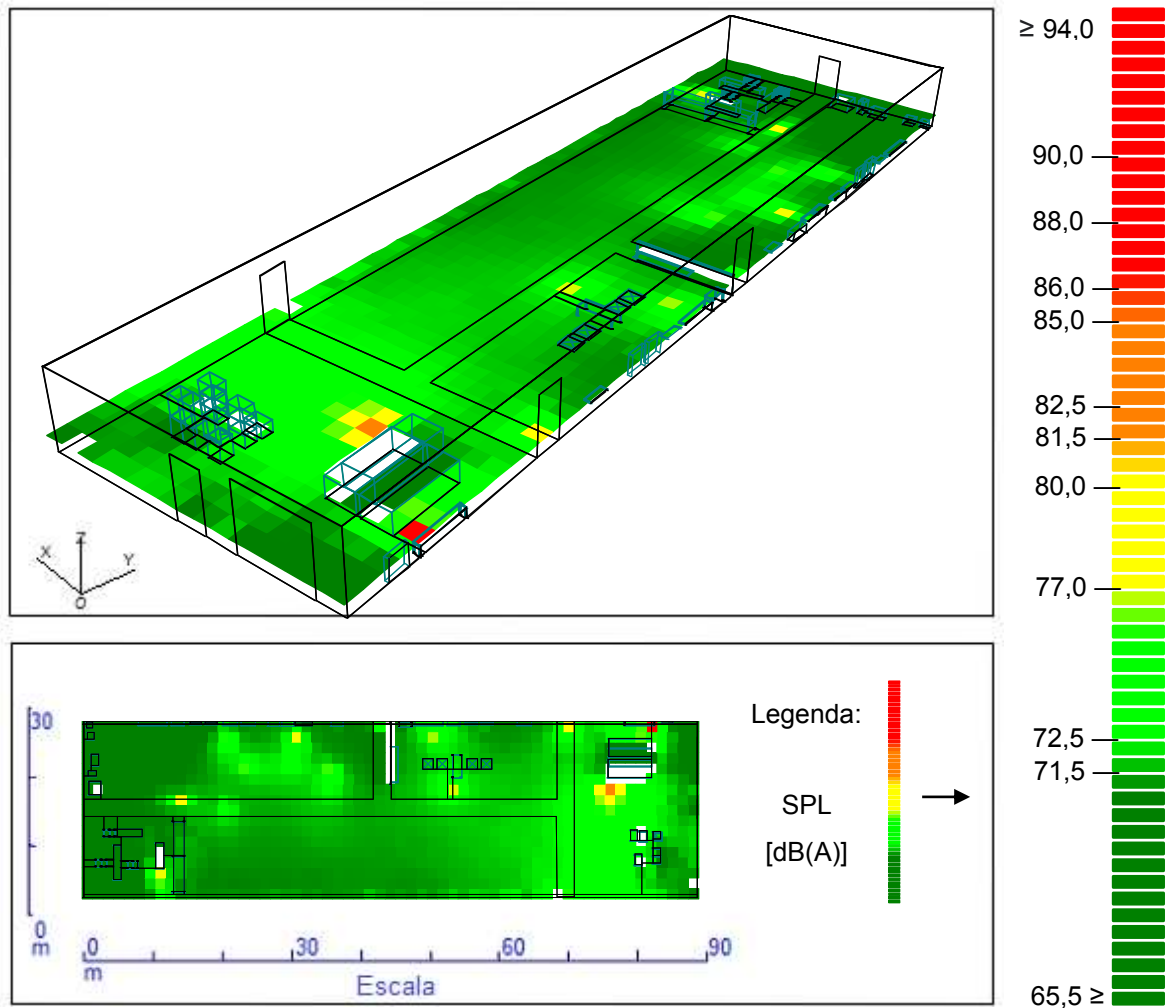 ≥ 94,0
90,0
88,0
86,0
85,0
82,5
81,5
80,0
77,0
72,5
71,5
65,5 ≥
Z
X
Y
O
30
0
m
Legenda:
SPL
[dB(A)]
0
30
60
90
m
Escala